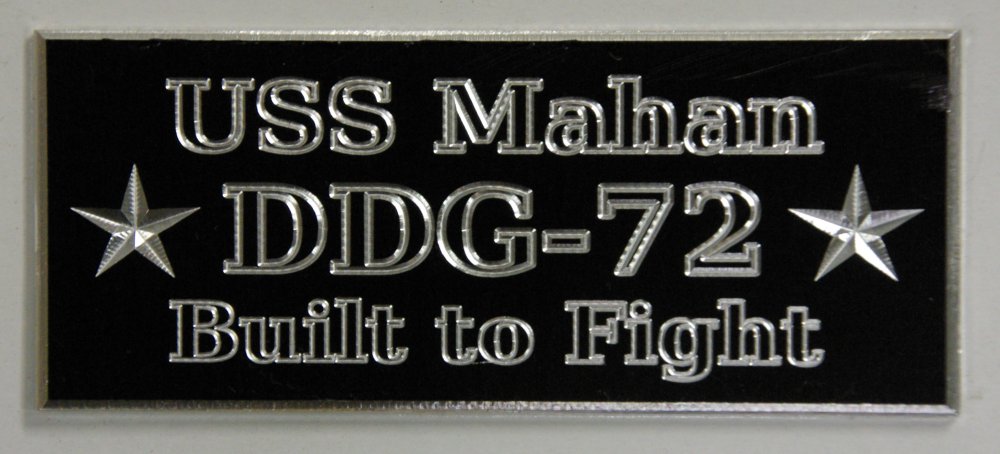 USS Mahan
DDG-72
Built to Fight